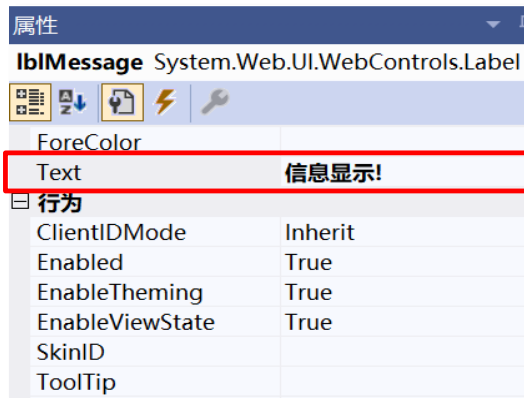 属性
lblMessage System.Web.UI.WebControls.Label
ForeColor
Text 信息显示!
行为
ClientIDMode Inherit
Enabled True
EnableTheming True
EnableViewState True
SkinID
ToolTip